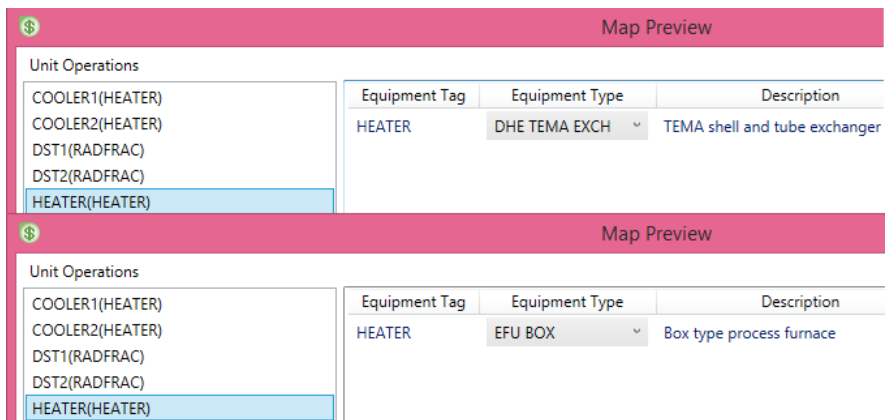 Map Preview
Unit Operations
COOLER1(HEATER)
COOLER2(HEATER)
DST1(RADFRAC)
DST2(RADFRAC)
HEATER(HEATER)
Equipment Tag Equipment Type Description
HEATER DHE TEMA EXCH TEMA shell and tube exchanger
Map Preview
Unit Operations
COOLER1(HEATER)
COOLER2(HEATER)
DST1(RADFRAC)
DST2(RADFRAC)
HEATER(HEATER)
Equipment Tag Equipment Type Description
HEATER EFU BOX Box type process furnace